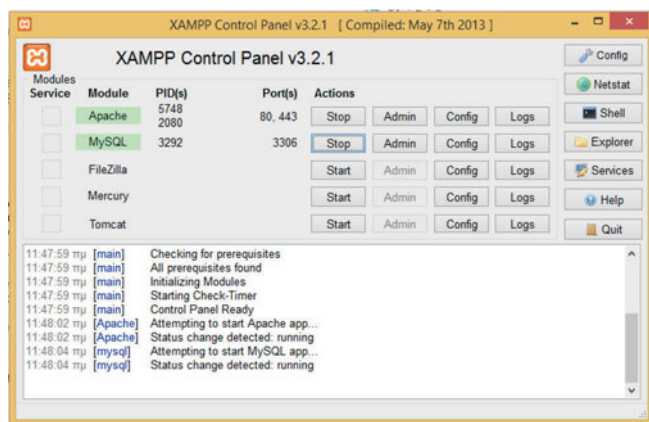 XAMPP Control Panel v3.2.1 [ Compiled: May 7th 2013 ]
XAMPP Control Panel v3.2.1
Config
Modules
Service Module PID(s) Port(s) Actions
Netstat
Apache 5748 2080 80, 443 Stop Admin Config Logs
Shell
MySQL 3292 3306 Stop Admin Config Logs
Explorer
FileZilla Start Admin Config Logs
Services
Mercury Start Admin Config Logs
Help
Tomcat Start Admin Config Logs
Quit
11:47:59 πμ [main] Checking for prerequisites
11:47:59 πμ [main] All prerequisites found
11:47:59 πμ [main] Initializing Modules
11:47:59 πμ [main] Starting Check-Timer
11:47:59 πμ [main] Control Panel Ready
11:48:02 πμ [Apache] Attempting to start Apache app...
11:48:02 πμ [Apache] Status change detected: running
11:48:04 πμ [mysql] Attempting to start MySQL app...
11:48:04 πμ [mysql] Status change detected: running